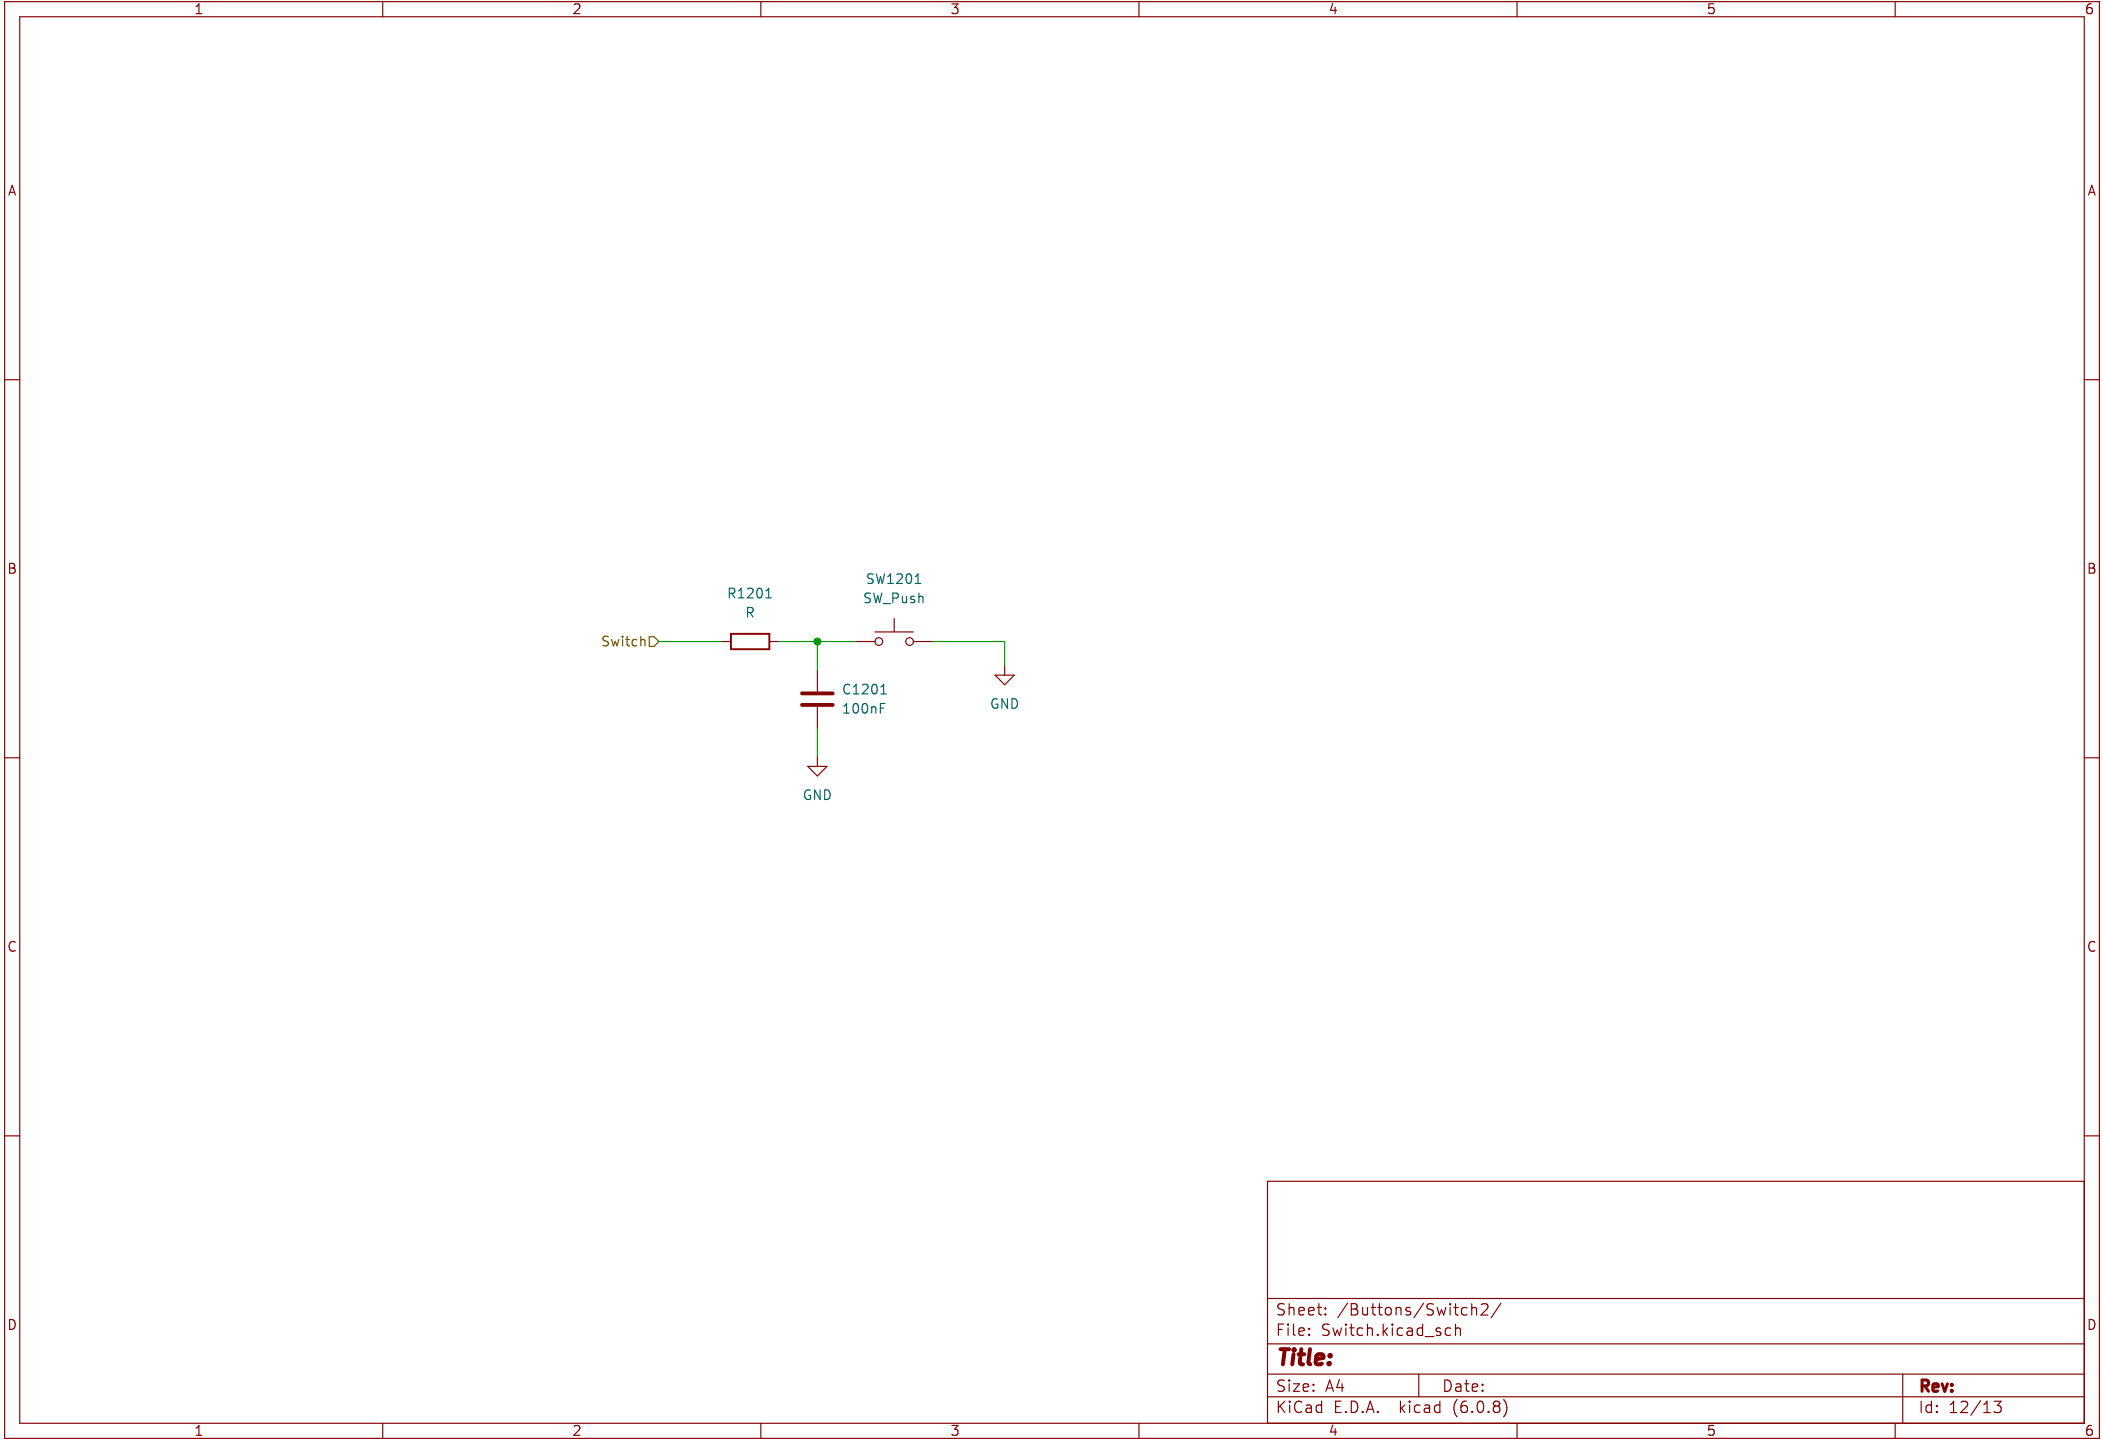 1 2 3 4 5 6
A A
B B
SW1201
SW_Push
R1201
R
Switch
C1201
100nF
GND
GND
C C
D D
Sheet: /Buttons/Switch2/
File: Switch.kicad_sch
Title:
Size: A4 Date: Rev:
KiCad E.D.A. kicad (6.0.8) Id: 12/13
1 2 3 4 5 6